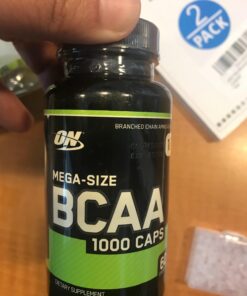 2
PACK
ON
BRANCHED CHAIN AMINO
MEGA-SIZE
BCAA
1000 CAPS
DIETARY SUPPLEMENT